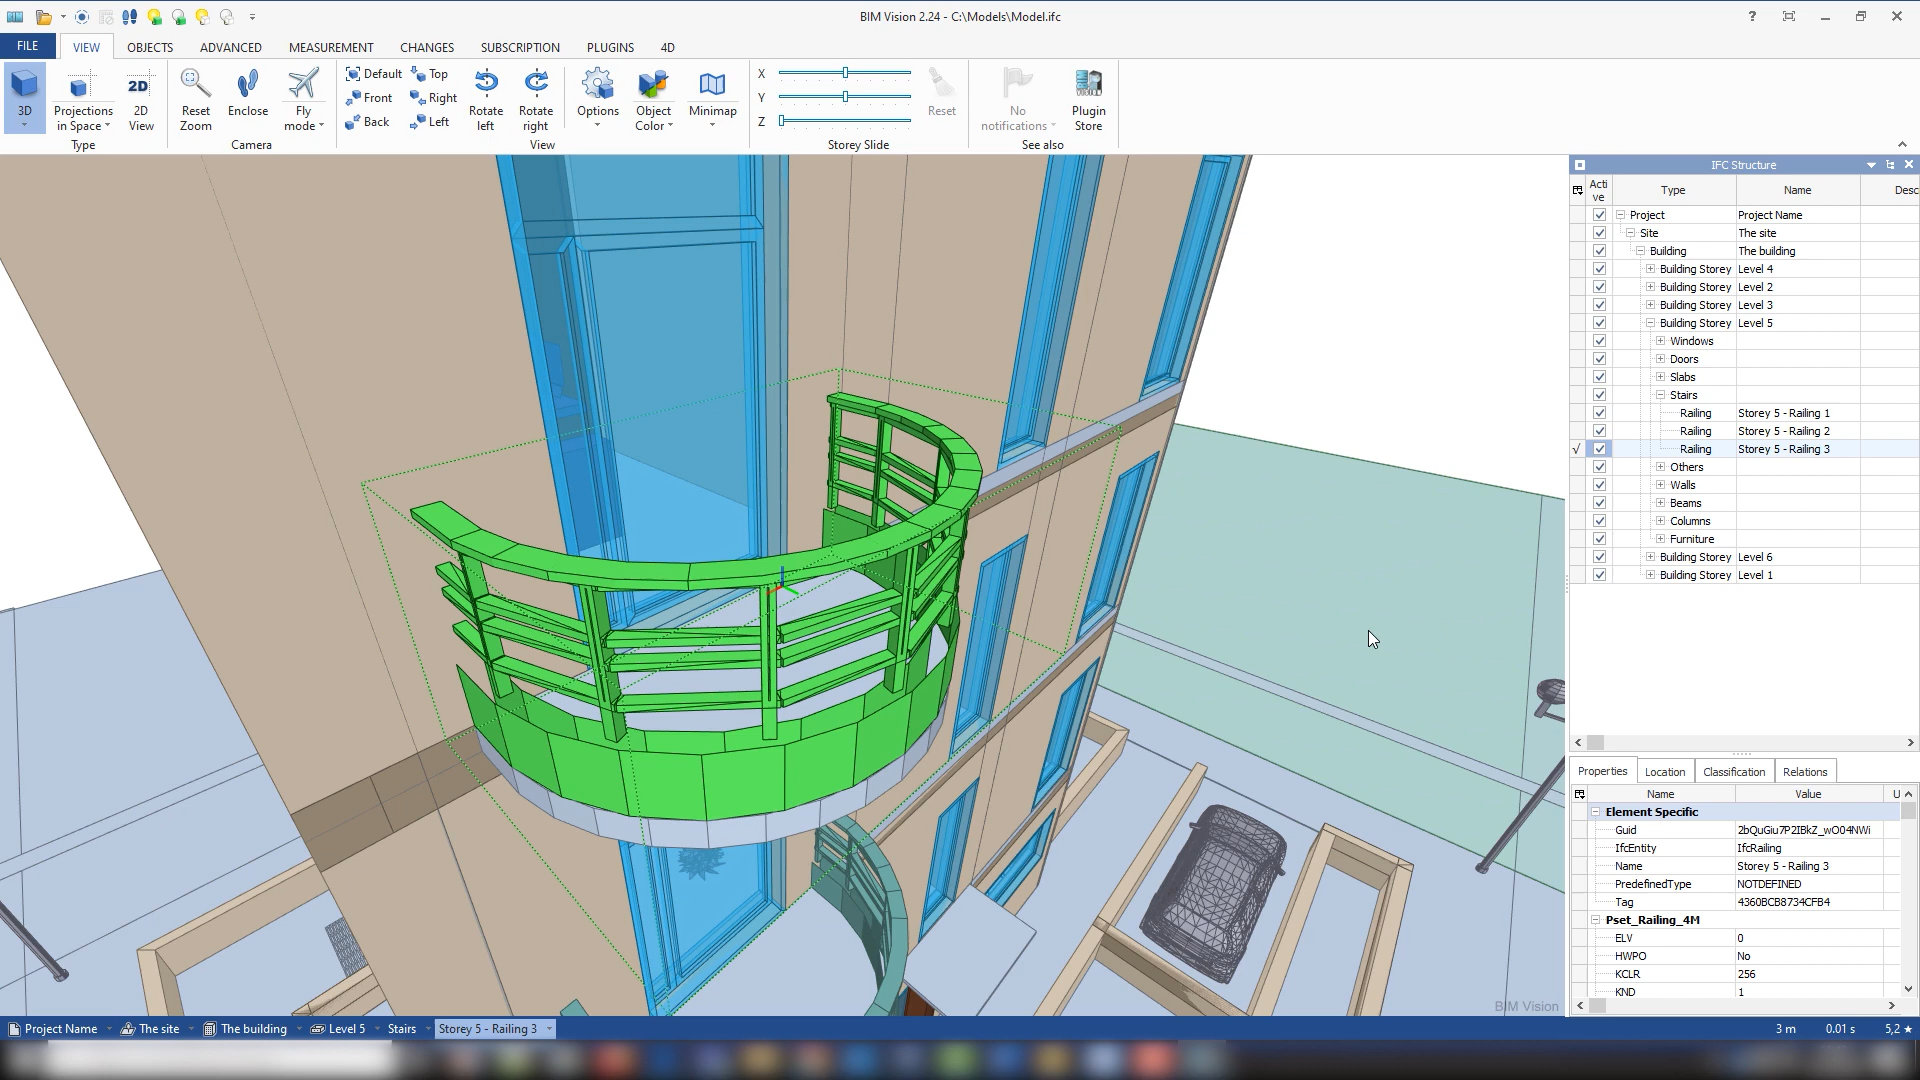 BIM Vision 2.24 - C:\Models\Model.ifc
FILE VIEW OBJECTS ADVANCED MEASUREMENT CHANGES SUBSCRIPTION PLUGINS 4D
3D
Projections in Space
2D
2D View
Type
Reset Zoom
Enclose
Fly mode
Camera
Default Top
Front Right
Back Left
Rotate left
Rotate right
Options
Object Color
Minimap
View
X
Y
Z
Reset
Storey Slide
No notifications
Plugin Store
See also
IFC Structure
Acti ve Type Name Desc
Project Project Name
Site The site
Building The building
Building Storey Level 4
Building Storey Level 2
Building Storey Level 3
Building Storey Level 5
Windows
Doors
Slabs
Stairs
Railing Storey 5 - Railing 1
Railing Storey 5 - Railing 2
Railing Storey 5 - Railing 3
Others
Walls
Beams
Columns
Furniture
Building Storey Level 6
Building Storey Level 1
Properties Location Classification Relations
Name Value U
Element Specific
Guid 2bQuGiu7P2IBkZ_wO04NWi
IfcEntity IfcRailing
Name Storey 5 - Railing 3
PredefinedType NOTDEFINED
Tag 4360BCB8734CFB4
Pset_Railing_4M
ELV 0
HWPO No
KCLR 256
KND 1
BIM Vision
Project Name The site The building Level 5 Stairs Storey 5 - Railing 3
3 m 0.01 s 5,2 ★